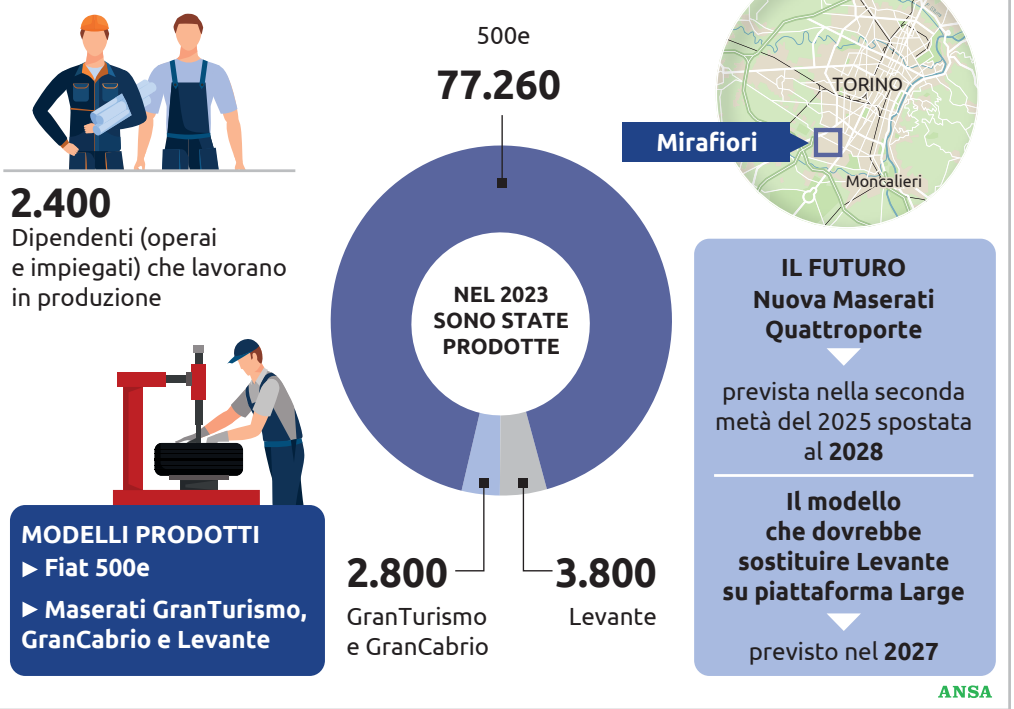 2.400
Dipendenti (operai
e impiegati) che lavorano
in produzione
MODELLI PRODOTTI
▶ Fiat 500e
▶ Maserati GranTurismo,
GranCabrio e Levante
500e
77.260
NEL 2023
SONO STATE
PRODOTTE
2.800
GranTurismo
e GranCabrio
3.800
Levante
TORINO
Mirafiori
Moncalieri
IL FUTURO
Nuova Maserati
Quattroporte
prevista nella seconda
metà del 2025 spostata
al 2028
Il modello
che dovrebbe
sostituire Levante
su piattaforma Large
previsto nel 2027
ANSA